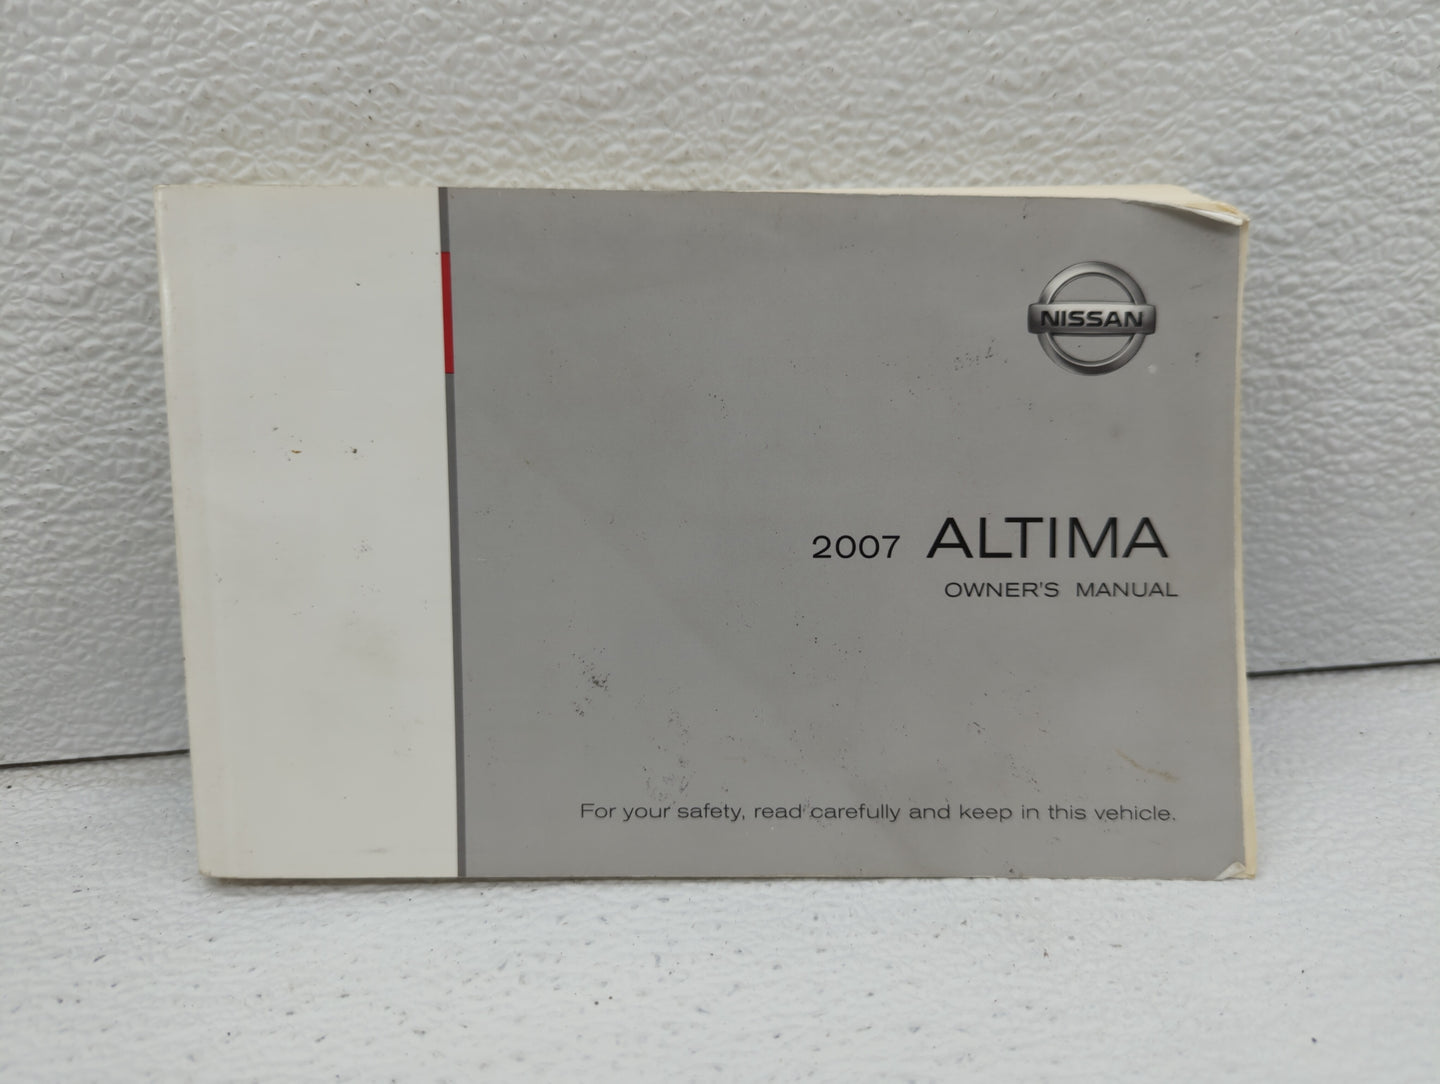 NISSAN
2007 ALTIMA
OWNER'S MANUAL
For your safety, read carefully and keep in this vehicle.